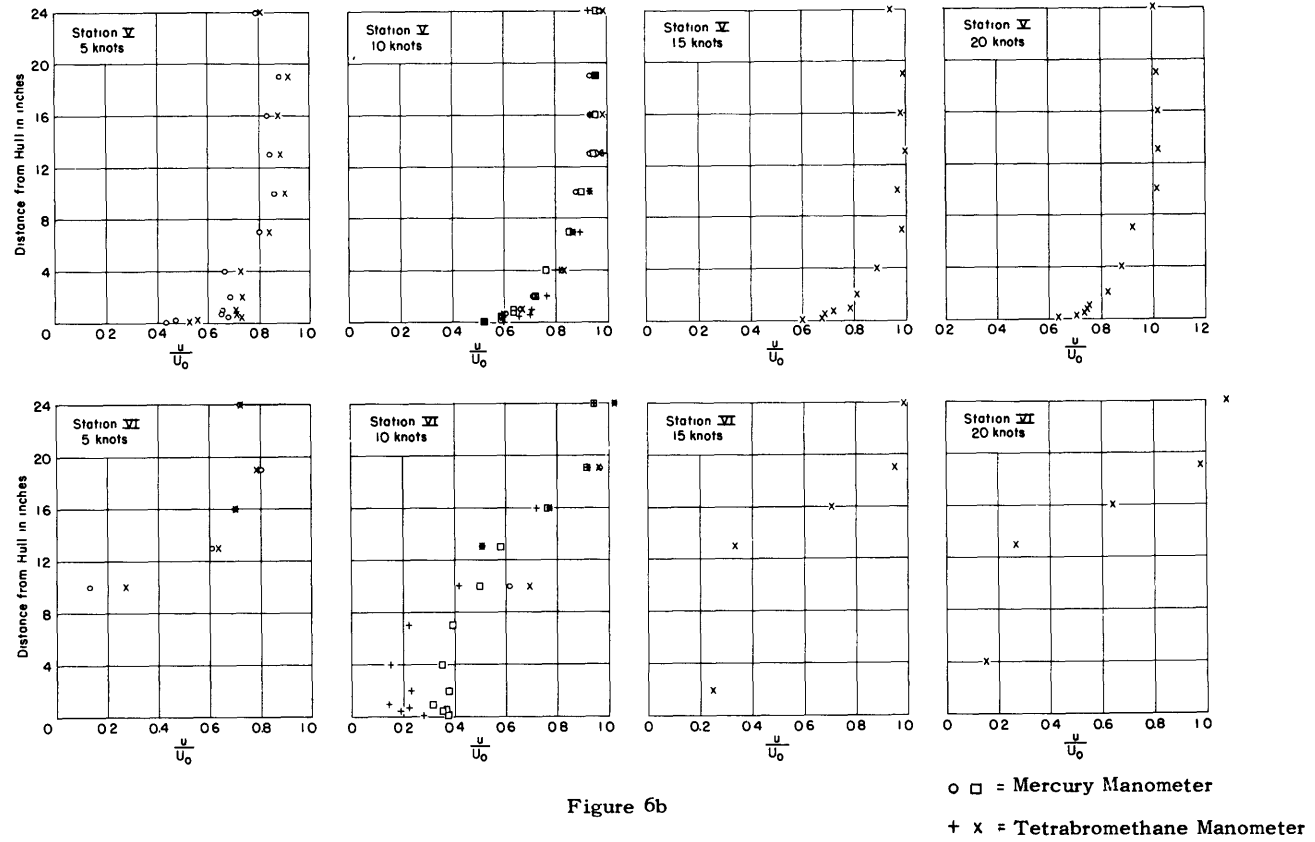 Station V
5 knots
Station V
10 knots
Station V
15 knots
Station V
20 knots
Distance from Hull in inches
24
20
16
12
8
4
0
0 2 0 4 0 6 0 8 1 0
0 2 0 4 0 6 0 8 1 0
0 2 0 4 0 6 0 8 1 0
0 2 0 4 0 6 0 8 1 0 1 2
0
0
0
u
U₀
u
U₀
u
U₀
u
U₀
Station VI
5 knots
Station VI
10 knots
Station VI
15 knots
Station VI
20 knots
Distance from Hull in inches
24
20
16
12
8
4
0
0 2 0 4 0 6 0 8 1 0
0 2 0 4 0 6 0 8 1 0
0 2 0 4 0 6 0 8 1 0
0 2 0 4 0 6 0 8 1 0
0
0
0
u
U₀
u
U₀
u
U₀
u
U₀
○ □ = Mercury Manometer
+ x = Tetrabromethane Manometer
Figure 6b